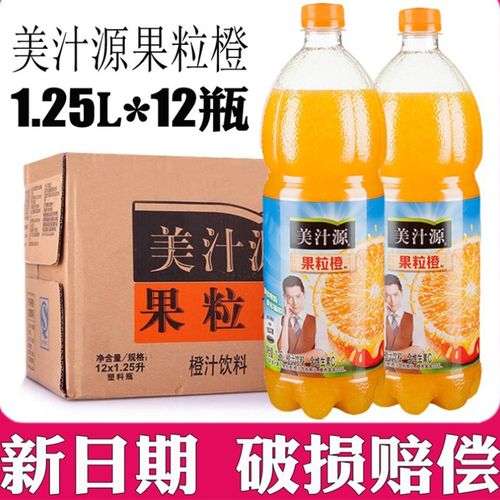 美汁源果粒橙
1.25L*12瓶
美汁源
果粒
12x1.25升
塑料瓶
含量/规格:
橙汁饮料
美汁源
果粒橙
美汁源
果粒橙
新日期 破损赔偿